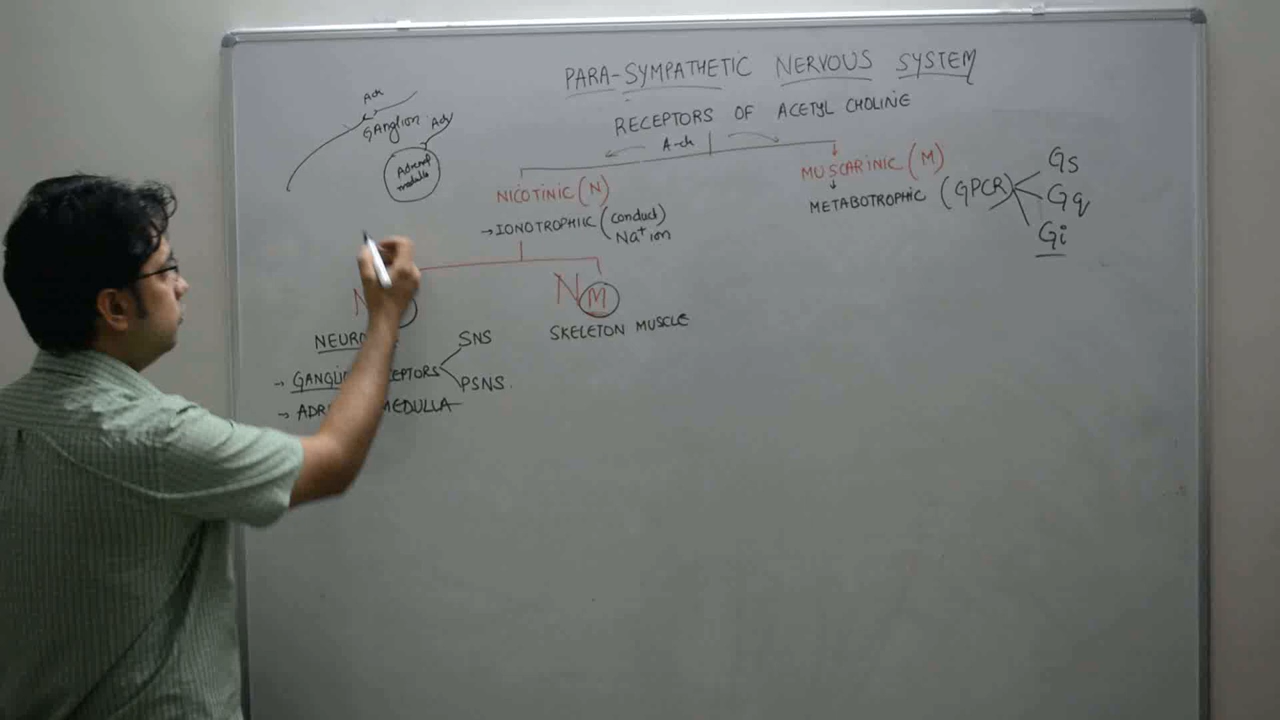 PARA-SYMPATHETIC NERVOUS SYSTEM
RECEPTORS OF ACETYL CHOLINE
A-ch
Ach
GAnglion
Adrenal
medulla
NICOTINIC (N)
→ IONOTROPHIC (conduct)
Na+ ion
MUSCARINIC (M)
METABOTROPHIC (GPCR)
Gs
Gq
Gi
N
NM
SKELETON MUSCLE
SNS
PSNS.
→
→ MEDULLA